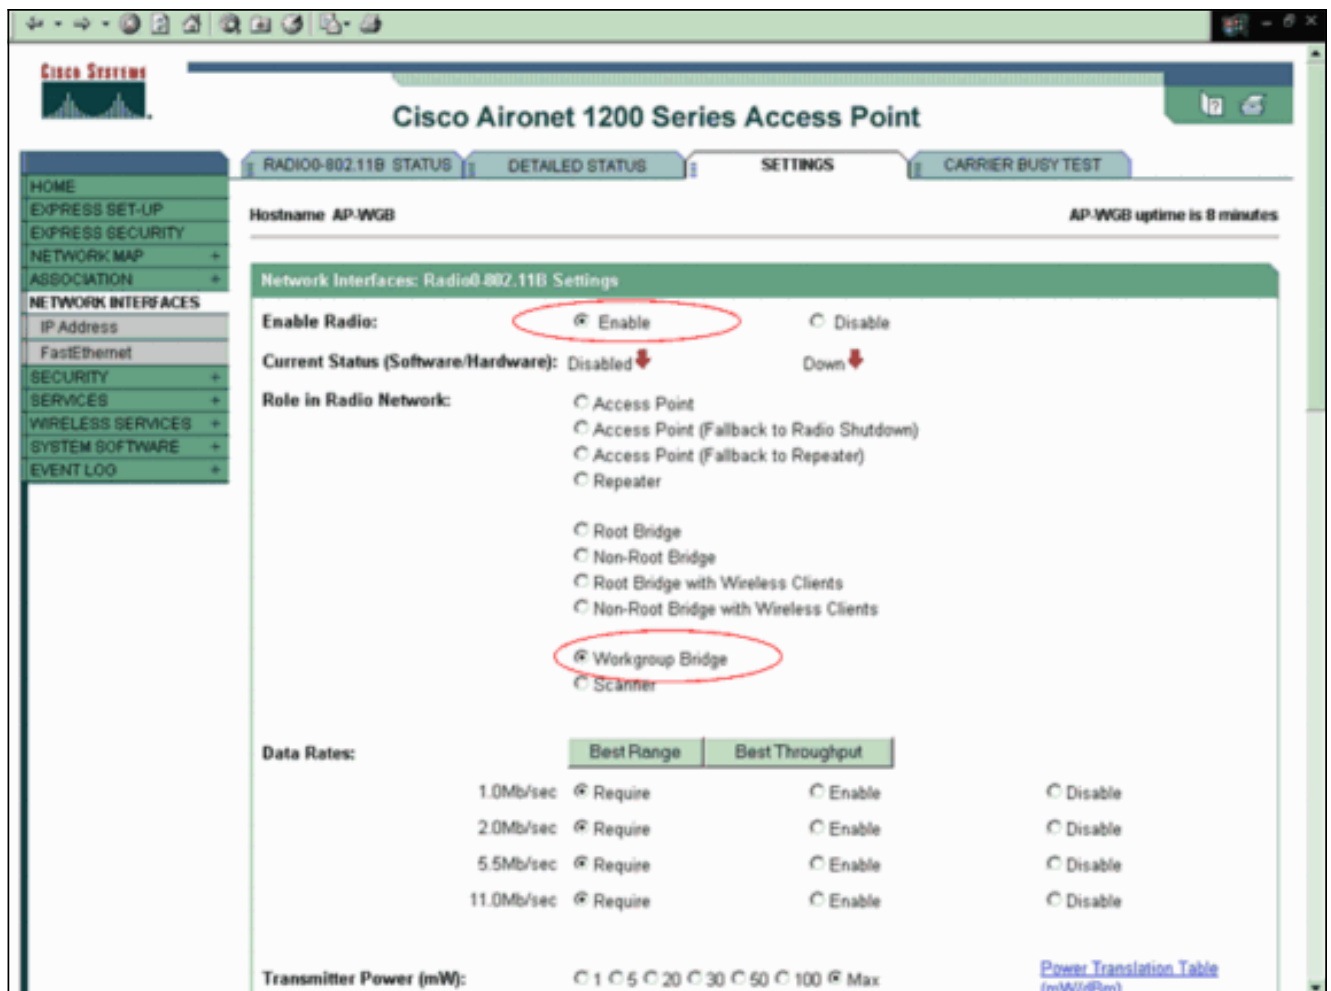 CISCO SYSTEMS
Cisco Aironet 1200 Series Access Point
RADIO0-802.11B STATUS DETAILED STATUS SETTINGS CARRIER BUSY TEST
HOME
EXPRESS SET-UP
EXPRESS SECURITY
NETWORK MAP +
ASSOCIATION +
NETWORK INTERFACES
IP Address
FastEthernet
SECURITY +
SERVICES +
WIRELESS SERVICES +
SYSTEM SOFTWARE +
EVENT LOG +
Hostname AP-WGB AP-WGB uptime is 8 minutes
Network Interfaces: Radio0-802.11B Settings
Enable Radio: Enable Disable
Current Status (Software/Hardware): Disabled Down
Role in Radio Network: Access Point
Access Point (Fallback to Radio Shutdown)
Access Point (Fallback to Repeater)
Repeater
Root Bridge
Non-Root Bridge
Root Bridge with Wireless Clients
Non-Root Bridge with Wireless Clients
Workgroup Bridge
Scanner
Data Rates: Best Range Best Throughput
1.0Mb/sec Require Enable Disable
2.0Mb/sec Require Enable Disable
5.5Mb/sec Require Enable Disable
11.0Mb/sec Require Enable Disable
Transmitter Power (mW): 1 5 20 30 50 100 Max Power Translation Table
(mW/dBm)